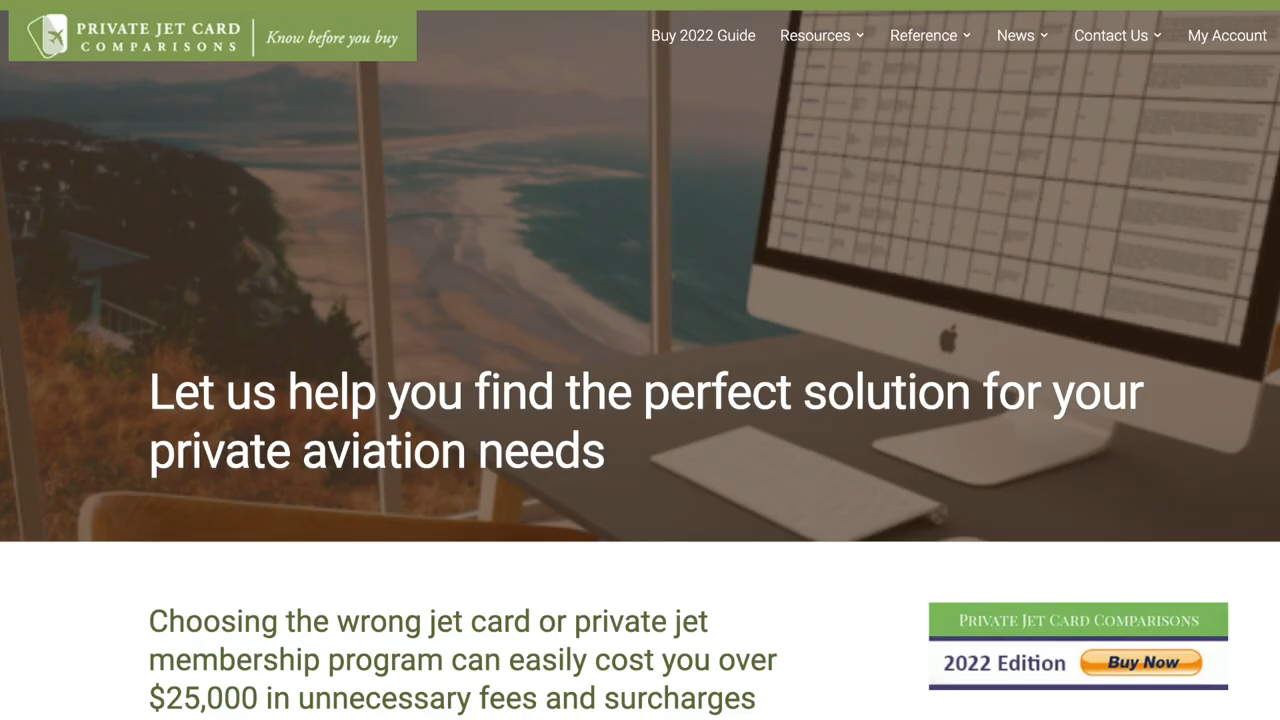 PRIVATE JET CARD
COMPARISONS
Know before you buy
Buy 2022 Guide Resources Reference News Contact Us My Account
Let us help you find the perfect solution for your
private aviation needs
Choosing the wrong jet card or private jet
membership program can easily cost you over
$25,000 in unnecessary fees and surcharges
PRIVATE JET CARD COMPARISONS
2022 Edition Buy Now